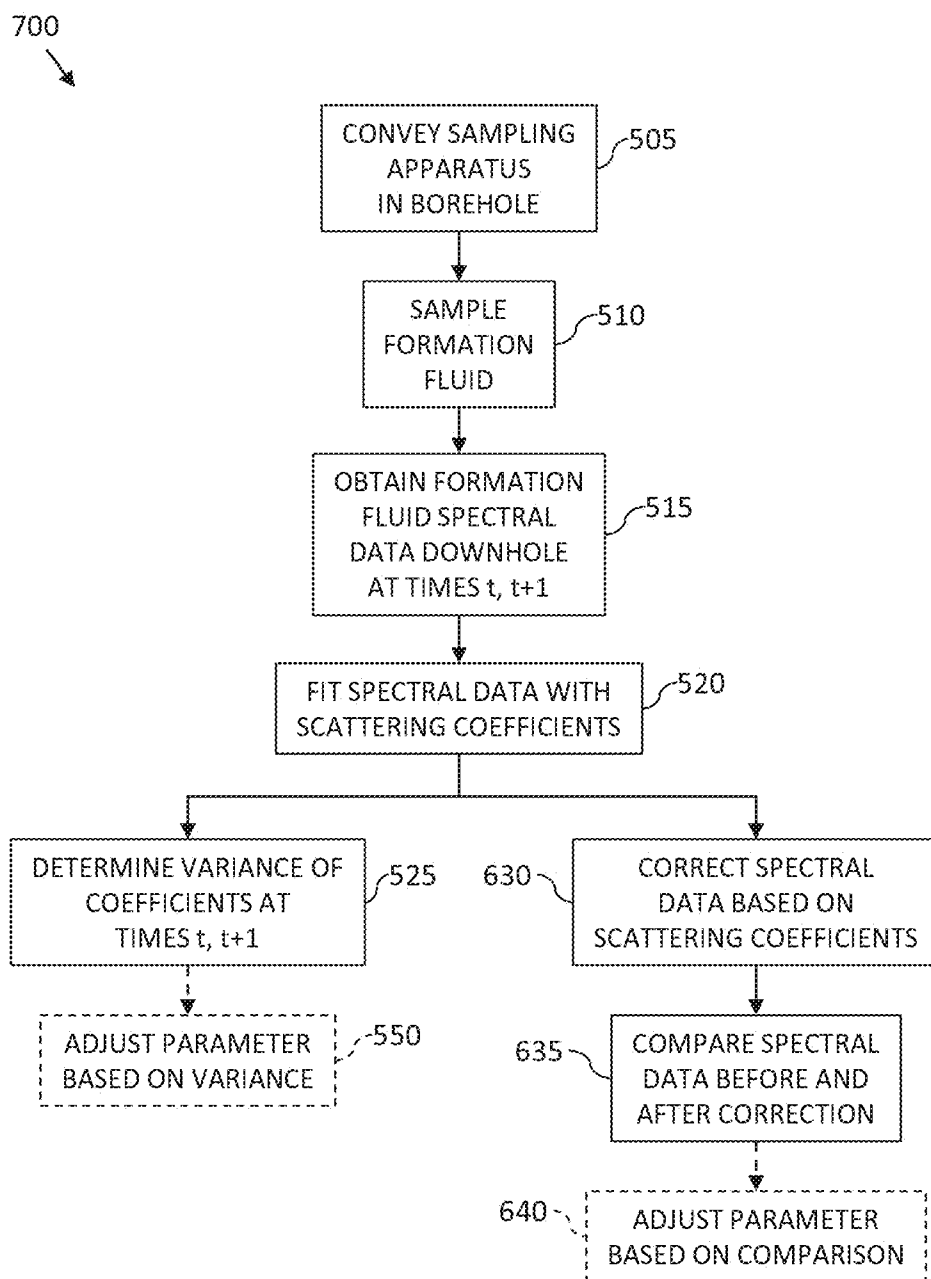 700
CONVEY SAMPLING
APPARATUS
IN BOREHOLE
505
SAMPLE
FORMATION
FLUID
510
OBTAIN FORMATION
FLUID SPECTRAL
DATA DOWNHOLE
AT TIMES t, t+1
515
FIT SPECTRAL DATA WITH
SCATTERING COEFFICIENTS
520
DETERMINE VARIANCE OF
COEFFICIENTS AT
TIMES t, t+1
525
ADJUST PARAMETER
BASED ON VARIANCE
550
630
CORRECT SPECTRAL
DATA BASED ON
SCATTERING COEFFICIENTS
635
COMPARE SPECTRAL
DATA BEFORE AND
AFTER CORRECTION
640
ADJUST PARAMETER
BASED ON COMPARISON